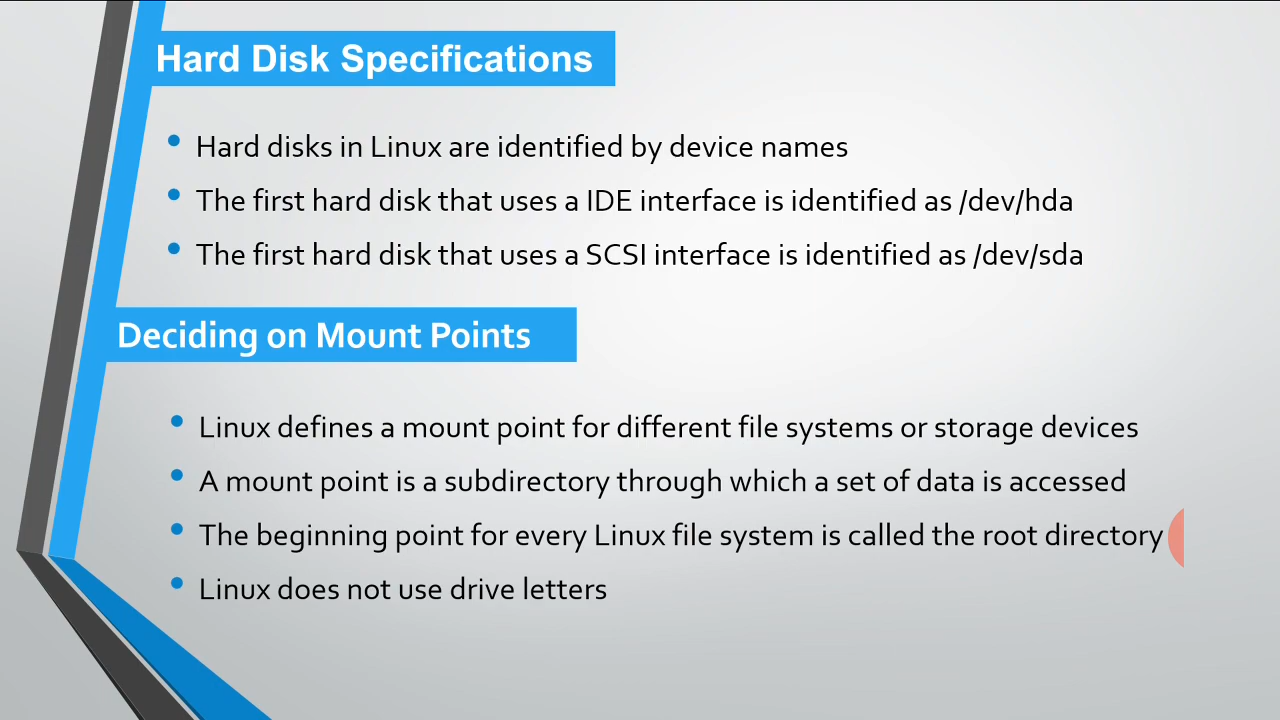 Hard Disk Specifications
• Hard disks in Linux are identified by device names
• The first hard disk that uses a IDE interface is identified as /dev/hda
• The first hard disk that uses a SCSI interface is identified as /dev/sda
Deciding on Mount Points
• Linux defines a mount point for different file systems or storage devices
• A mount point is a subdirectory through which a set of data is accessed
• The beginning point for every Linux file system is called the root directory
• Linux does not use drive letters